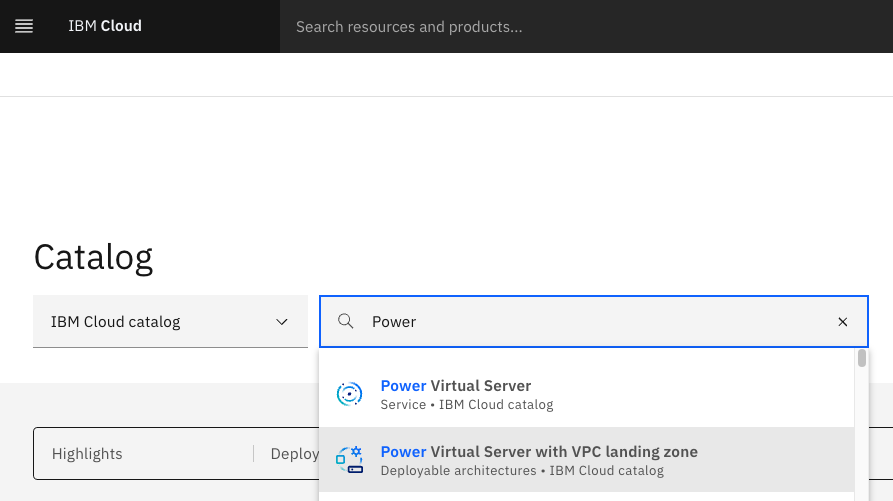 IBM Cloud
Search resources and products...
Catalog
IBM Cloud catalog
Power
Power Virtual Server
Service • IBM Cloud catalog
Power Virtual Server with VPC landing zone
Deployable architectures • IBM Cloud catalog
Highlights
Deploy